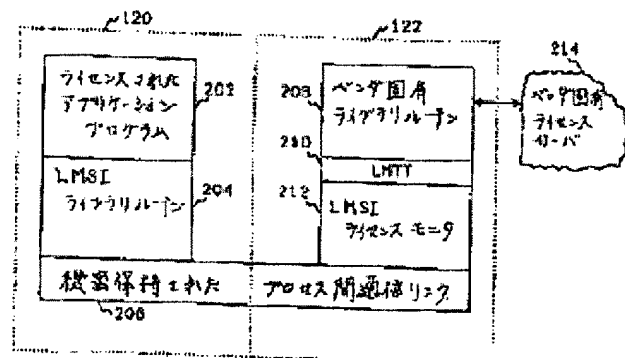 120
122
214
ライセンスされた
アプリケーション
プログラム
202
208
ベンダ固有
ライブラリルーチン
ベンダ固有
ライセンス
サーバ
210
LMTY
LMSI
ライブラリルーチン
204
212
LMSI
ライセンスモニタ
機密保持された プロセス間通信リンク
206